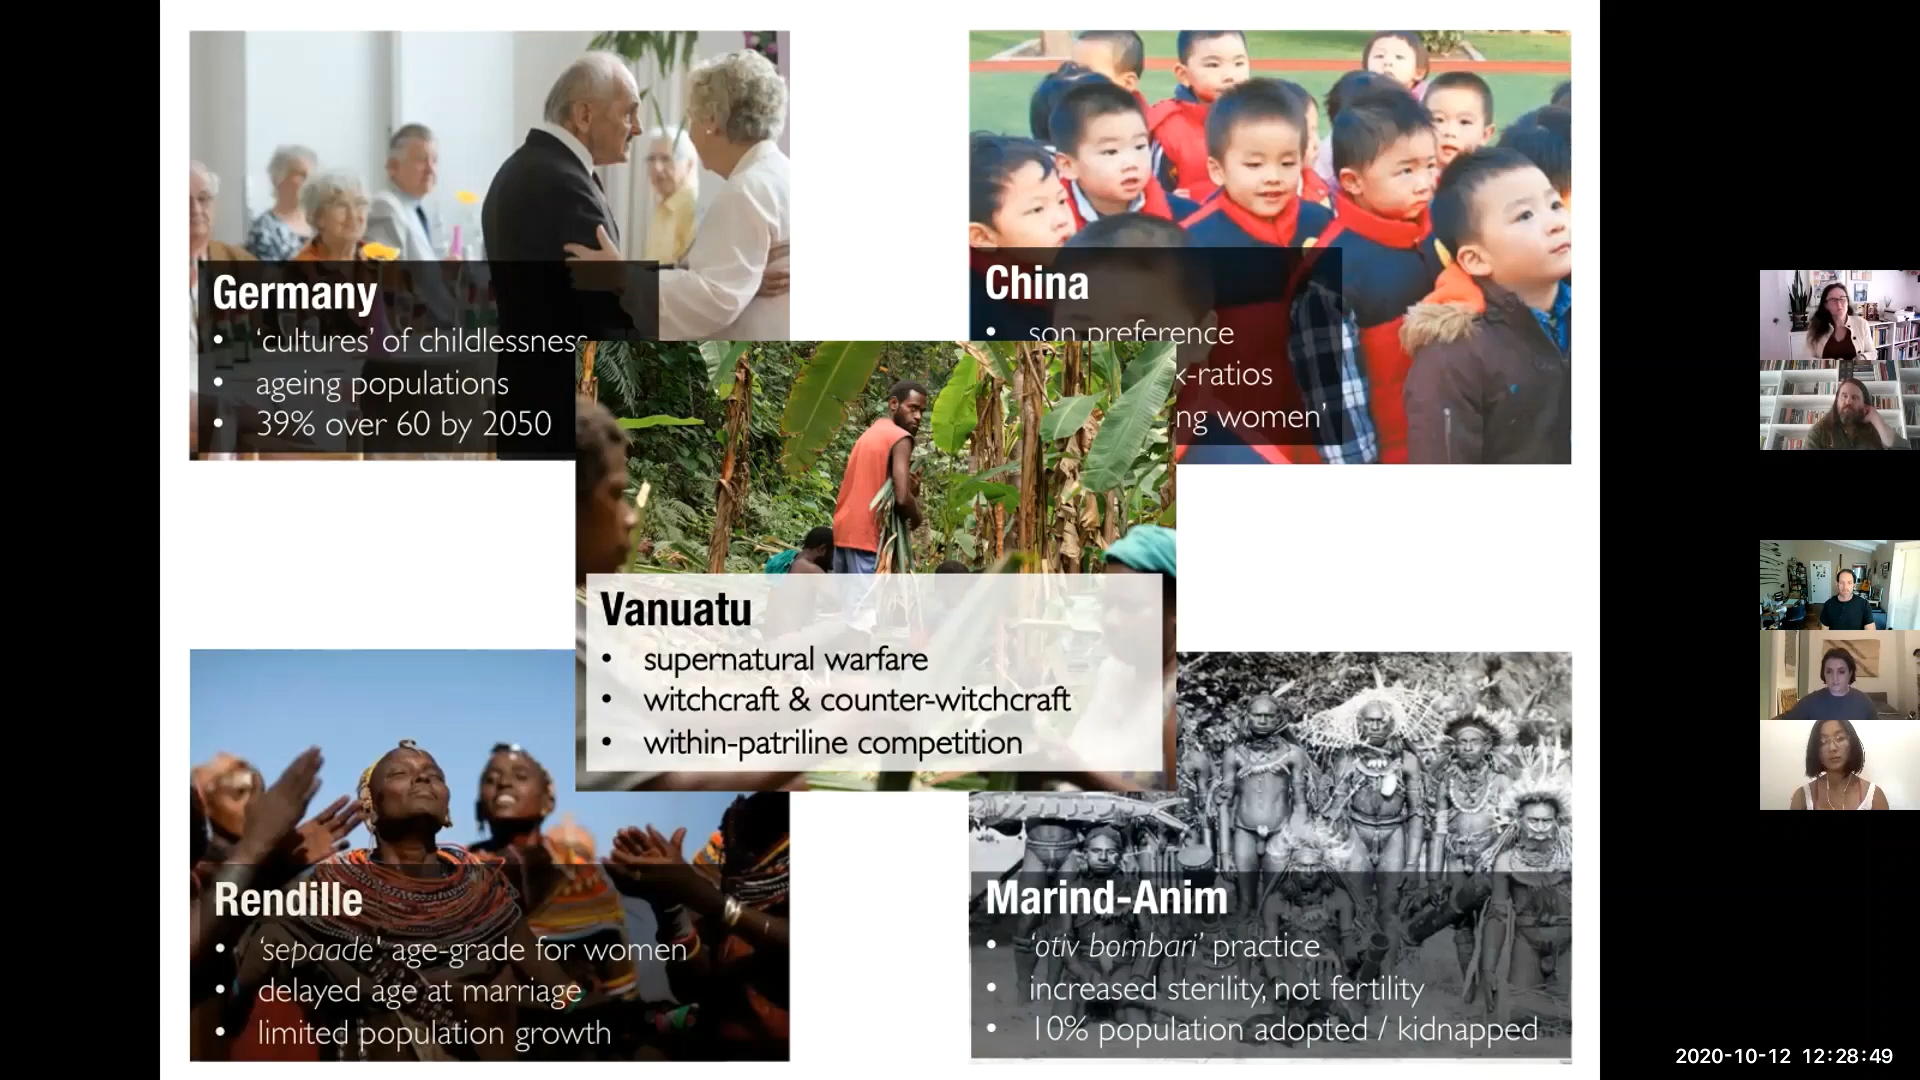 Germany
• ‘cultures’ of childlessness
• ageing populations
• 39% over 60 by 2050
China
• son preference
x-ratios
ng women’
Vanuatu
• supernatural warfare
• witchcraft & counter-witchcraft
• within-patriline competition
Rendille
• ‘sepaade’ age-grade for women
• delayed age at marriage
• limited population growth
Marind-Anim
• ‘otiv bombari’ practice
• increased sterility, not fertility
• 10% population adopted / kidnapped
2020-10-12 12:28:49